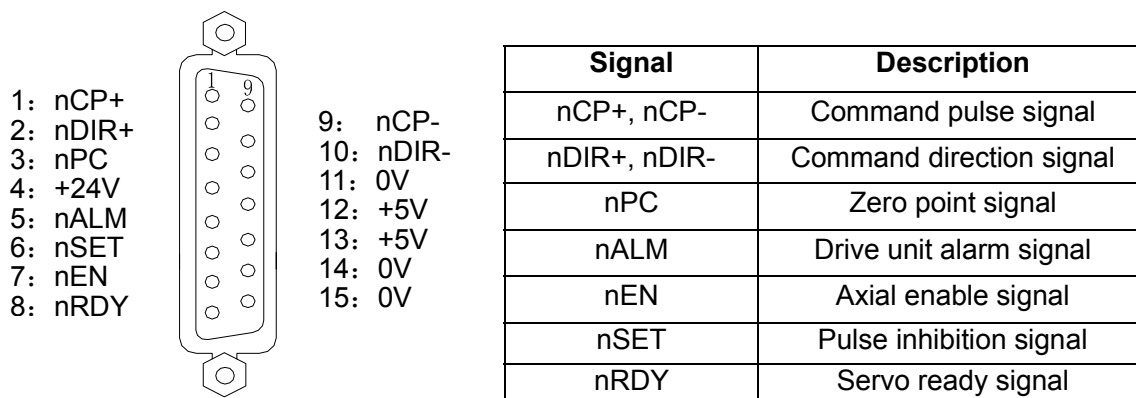 1：nCP+
2：nDIR+
3：nPC
4：+24V
5：nALM
6：nSET
7：nEN
8：nRDY
1
9
9： nCP-
10：nDIR-
11：0V
12：+5V
13：+5V
14：0V
15：0V
Signal Description
nCP+, nCP- Command pulse signal
nDIR+, nDIR- Command direction signal
nPC Zero point signal
nALM Drive unit alarm signal
nEN Axial enable signal
nSET Pulse inhibition signal
nRDY Servo ready signal